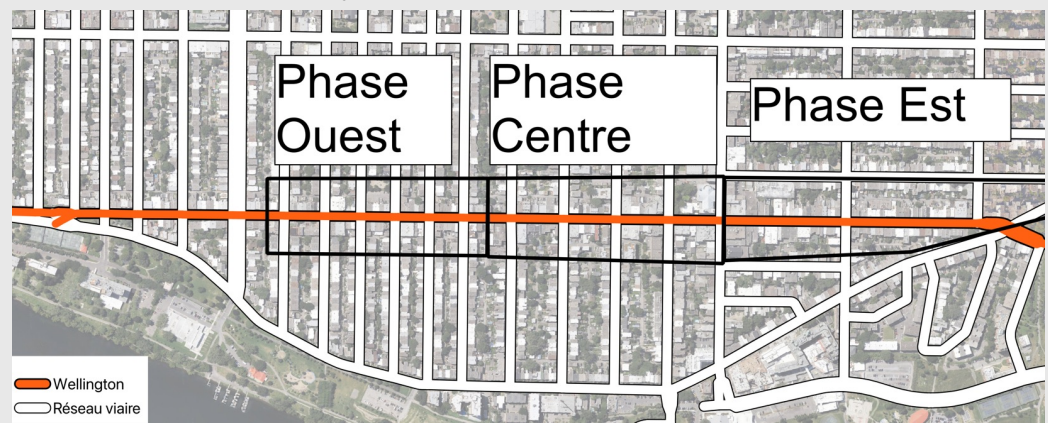 Phase
Ouest
Phase
Centre
Phase Est
Wellington
Réseau viaire